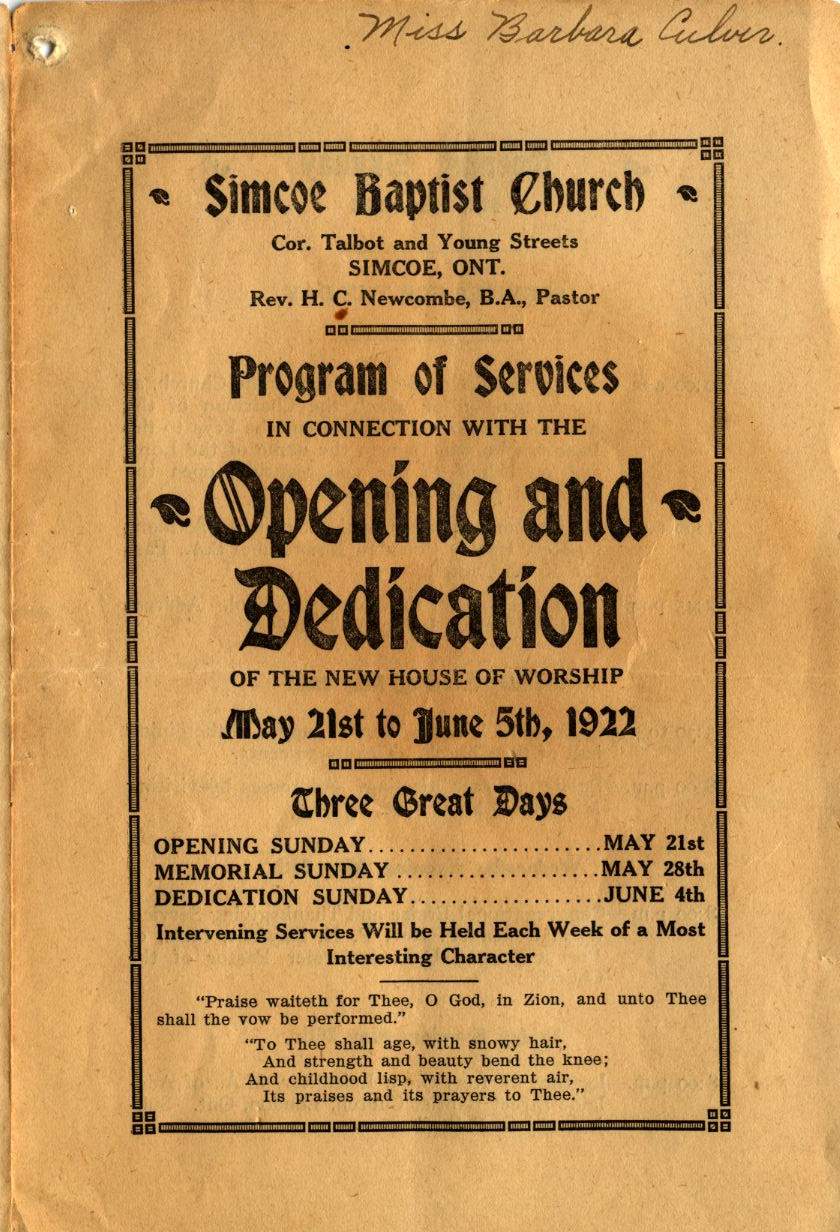 Miss Barbara Culver.
Simcoe Baptist Church
Cor. Talbot and Young Streets
SIMCOE, ONT.
Rev. H. C. Newcombe, B.A., Pastor
Program of Services
IN CONNECTION WITH THE
Opening and
Dedication
OF THE NEW HOUSE OF WORSHIP
May 21st to June 5th, 1922
Three Great Days
OPENING SUNDAY......................MAY 21st
MEMORIAL SUNDAY ...................MAY 28th
DEDICATION SUNDAY..................JUNE 4th
Intervening Services Will be Held Each Week of a Most
Interesting Character
"Praise waiteth for Thee, O God, in Zion, and unto Thee
shall the vow be performed."
"To Thee shall age, with snowy hair,
And strength and beauty bend the knee;
And childhood lisp, with reverent air,
Its praises and its prayers to Thee."